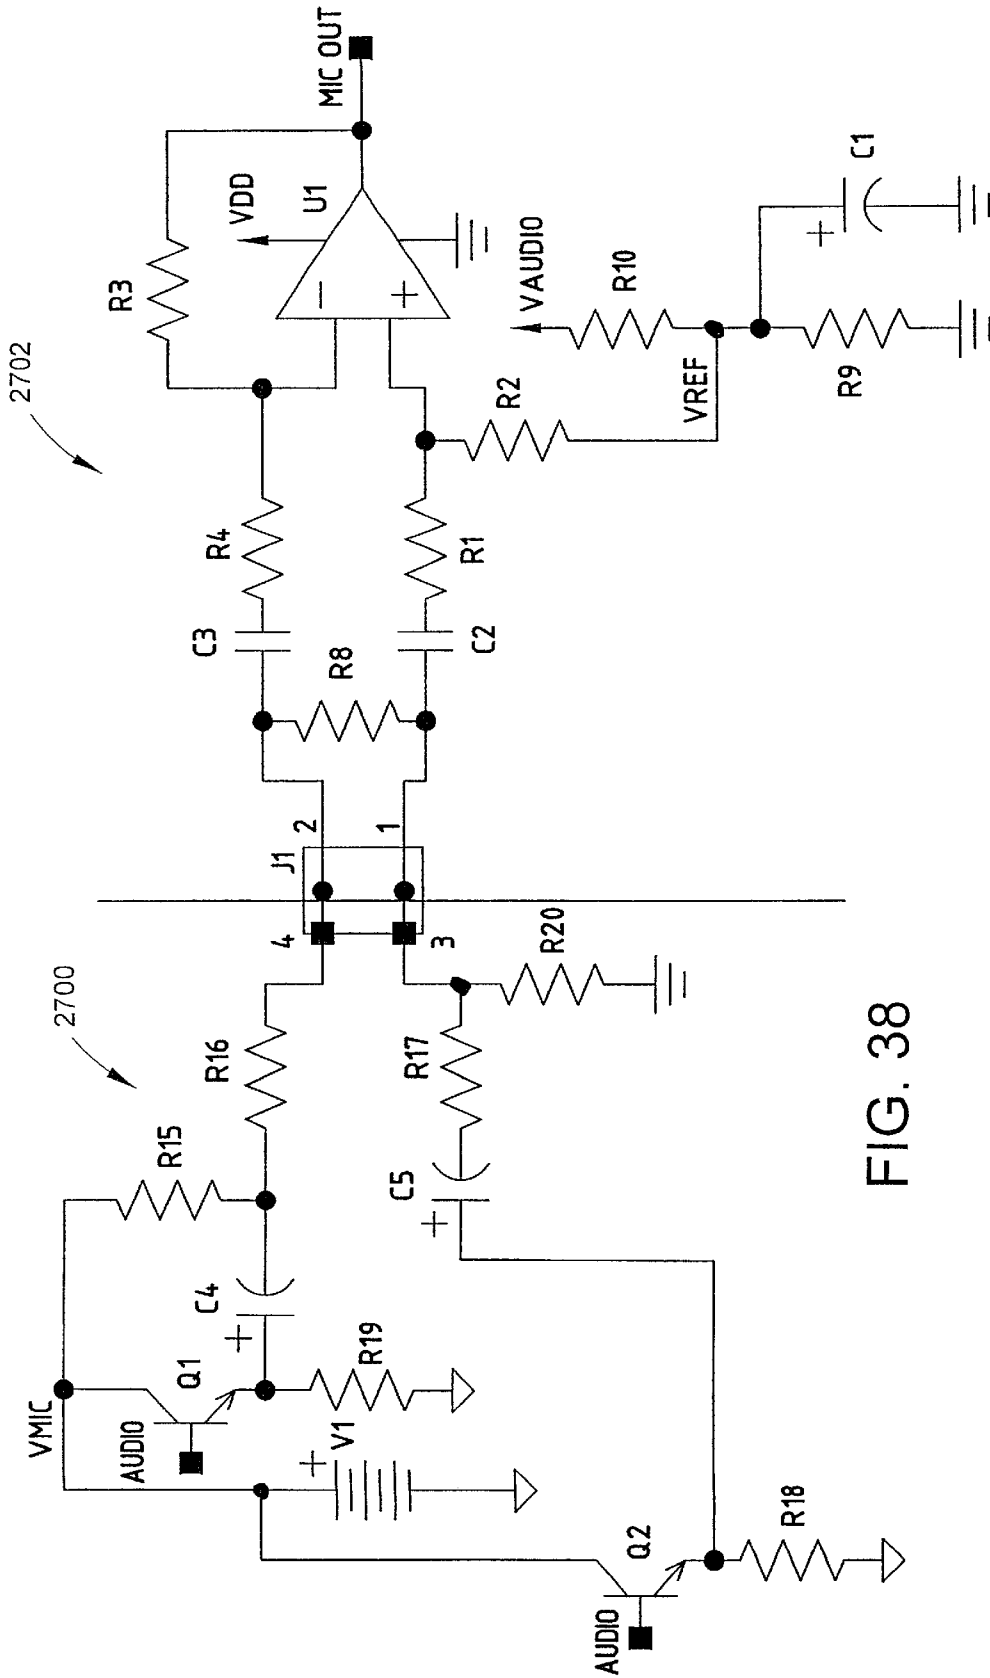 2700
2702
VMIC
R15
AUDIO
Q1
+
C4
R16
V1
+
R19
4
J1
2
3
1
C3
R4
R3
VDD
U1
MIC OUT
−
+
R8
C2
R1
R2
VAUDIO
R10
VREF
R9
+
C1
C5
+
R17
R20
AUDIO
Q2
R18
FIG. 38